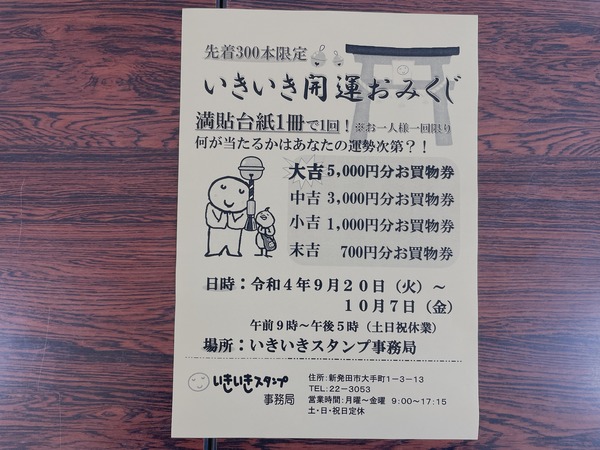 先着300本限定
いきいき開運おみくじ
満貼台紙1冊で1回！※お一人様一回限り
何が当たるかはあなたの運勢次第？！
大吉 5,000円分お買物券
中吉 3,000円分お買物券
小吉 1,000円分お買物券
末吉 700円分お買物券
日時：令和4年9月20日（火）～
10月7日（金）
午前9時～午後5時（土日祝休業）
場所：いきいきスタンプ事務局
いきいきスタンプ
事務局
住所：新発田市大手町1－3－13
TEL：22－3053
営業時間：月曜～金曜 9:00～17:15
土・日・祝日定休